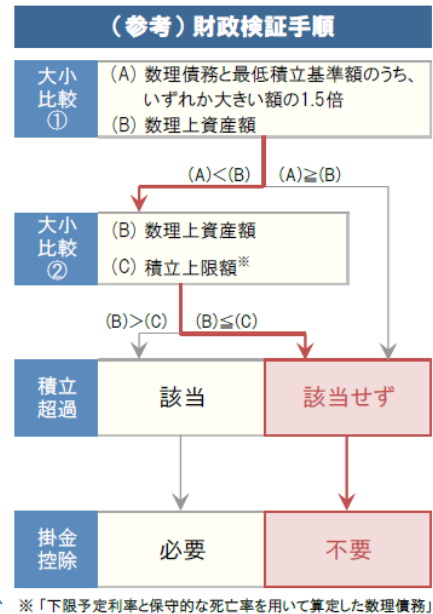 (参考)財政検証手順
大小
比較
①
(A) 数理債務と最低積立基準額のうち、
いずれか大きい額の1.5倍
(B) 数理上資産額
(A)<(B)
(A)≧(B)
大小
比較
②
(B) 数理上資産額
(C) 積立上限額※
(B)>(C)
(B)≦(C)
積立
超過
該当
該当せず
掛金
控除
必要
不要
※「下限予定利率と保守的な死亡率を用いて算定した数理債務」